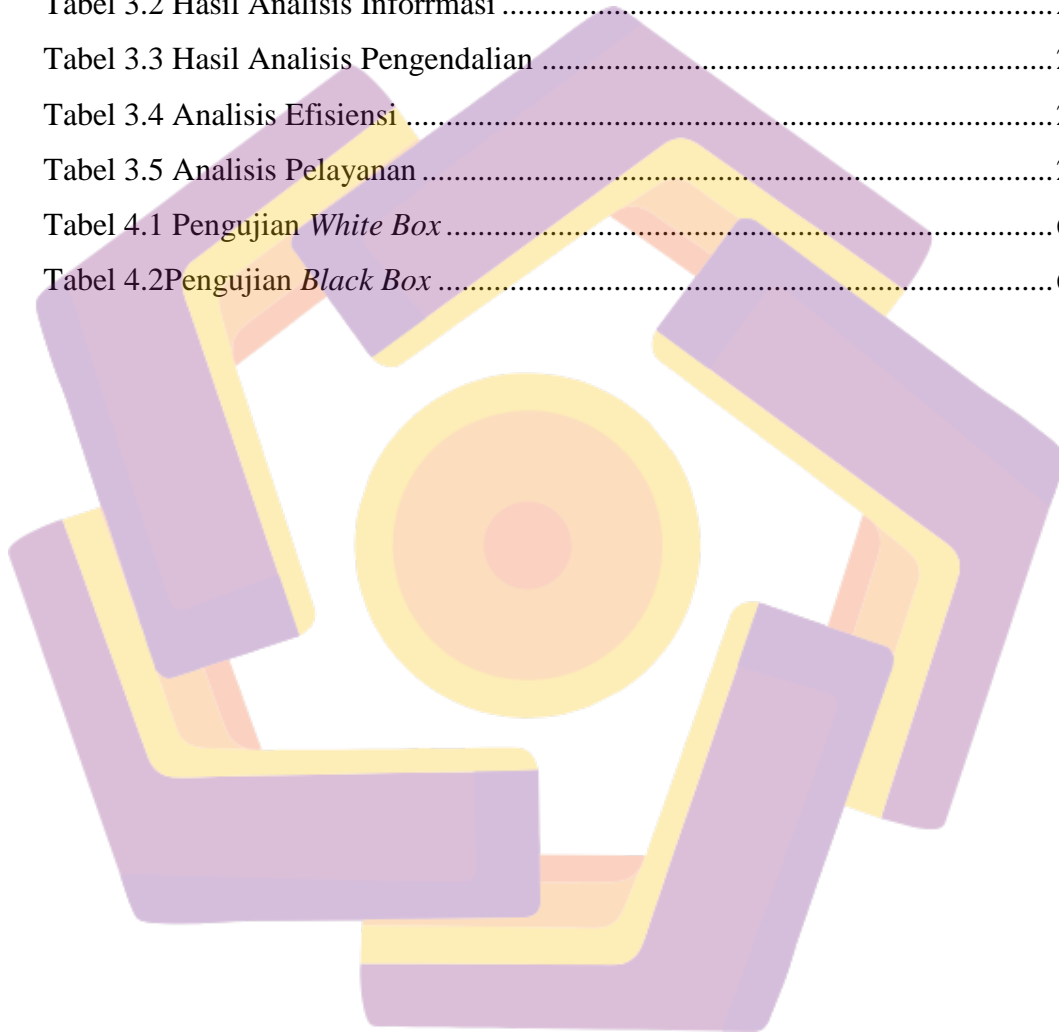 Tabel 3.2 Hasil Analisis Inforrmasi ................................................................
Tabel 3.3 Hasil Analisis Pengendalian ...........................................................
Tabel 3.4 Analisis Efisiensi ...........................................................................
Tabel 3.5 Analisis Pelayanan .........................................................................
Tabel 4.1 Pengujian White Box ......................................................................
Tabel 4.2Pengujian Black Box .......................................................................